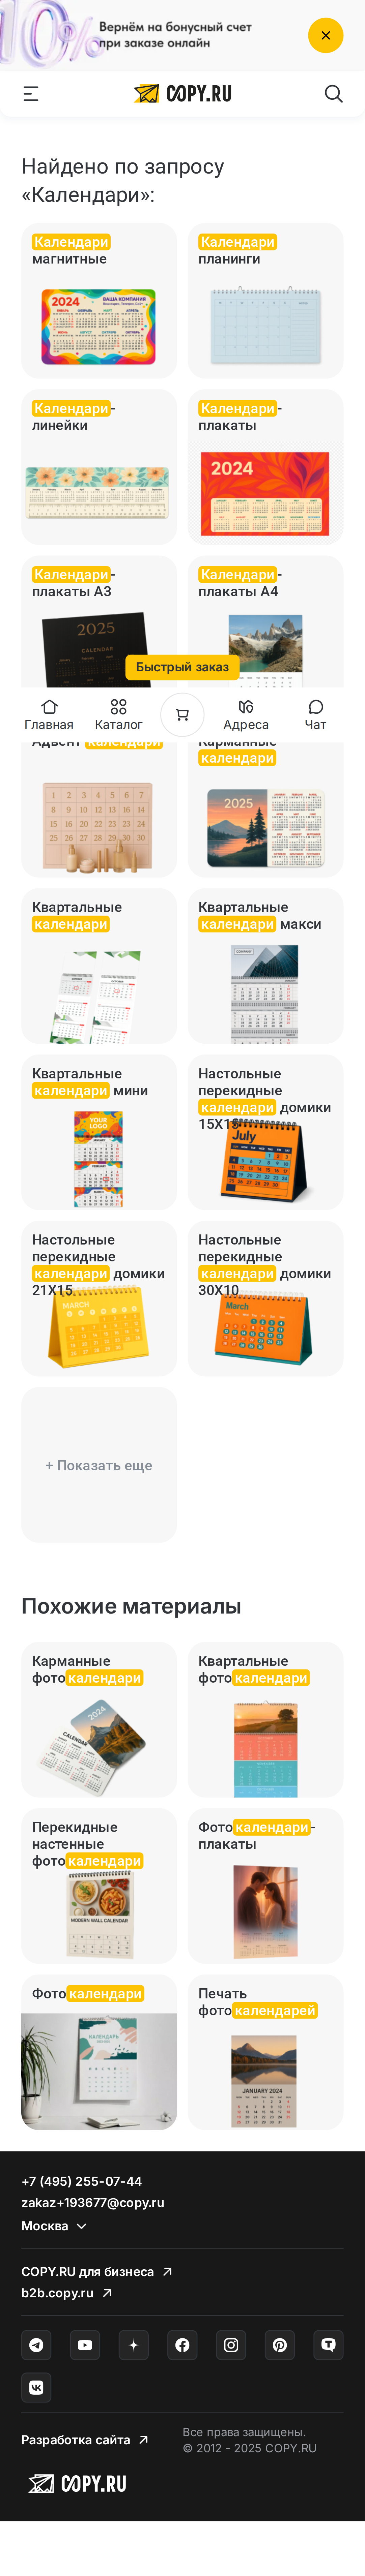 10%
Вернём на бонусный счет
при заказе онлайн
COPY.RU
Найдено по запросу
«Календари»:
Календари
магнитные
Календари
планинги
2024
ВАША КОМПАНИЯ
Календари-
линейки
Календари-
плакаты
2024
Календари-
плакаты А3
Календари-
плакаты А4
2025
CALENDAR
Быстрый заказ
Главная
Каталог
Адреса
Чат
Адвент календари
Карманные
календари
2025
Квартальные
календари
Квартальные
календари макси
Квартальные
календари мини
YOUR
LOGO
Настольные
перекидные
календари домики
15X15
July
Настольные
перекидные
календари домики
21X15
MARCH
Настольные
перекидные
календари домики
30X10
March
+ Показать еще
Похожие материалы
Карманные
фотокалендари
2024
CALENDAR
Квартальные
фотокалендари
Перекидные
настенные
фотокалендари
MODERN WALL CALENDAR
Фотокалендари-
плакаты
Фотокалендари
КАЛЕНДАРЬ
Печать
фотокалендарей
JANUARY 2024
+7 (495) 255-07-44
zakaz+193677@copy.ru
Москва
COPY.RU для бизнеса
b2b.copy.ru
Разработка сайта
Все права защищены.
© 2012 - 2025 COPY.RU
COPY.RU